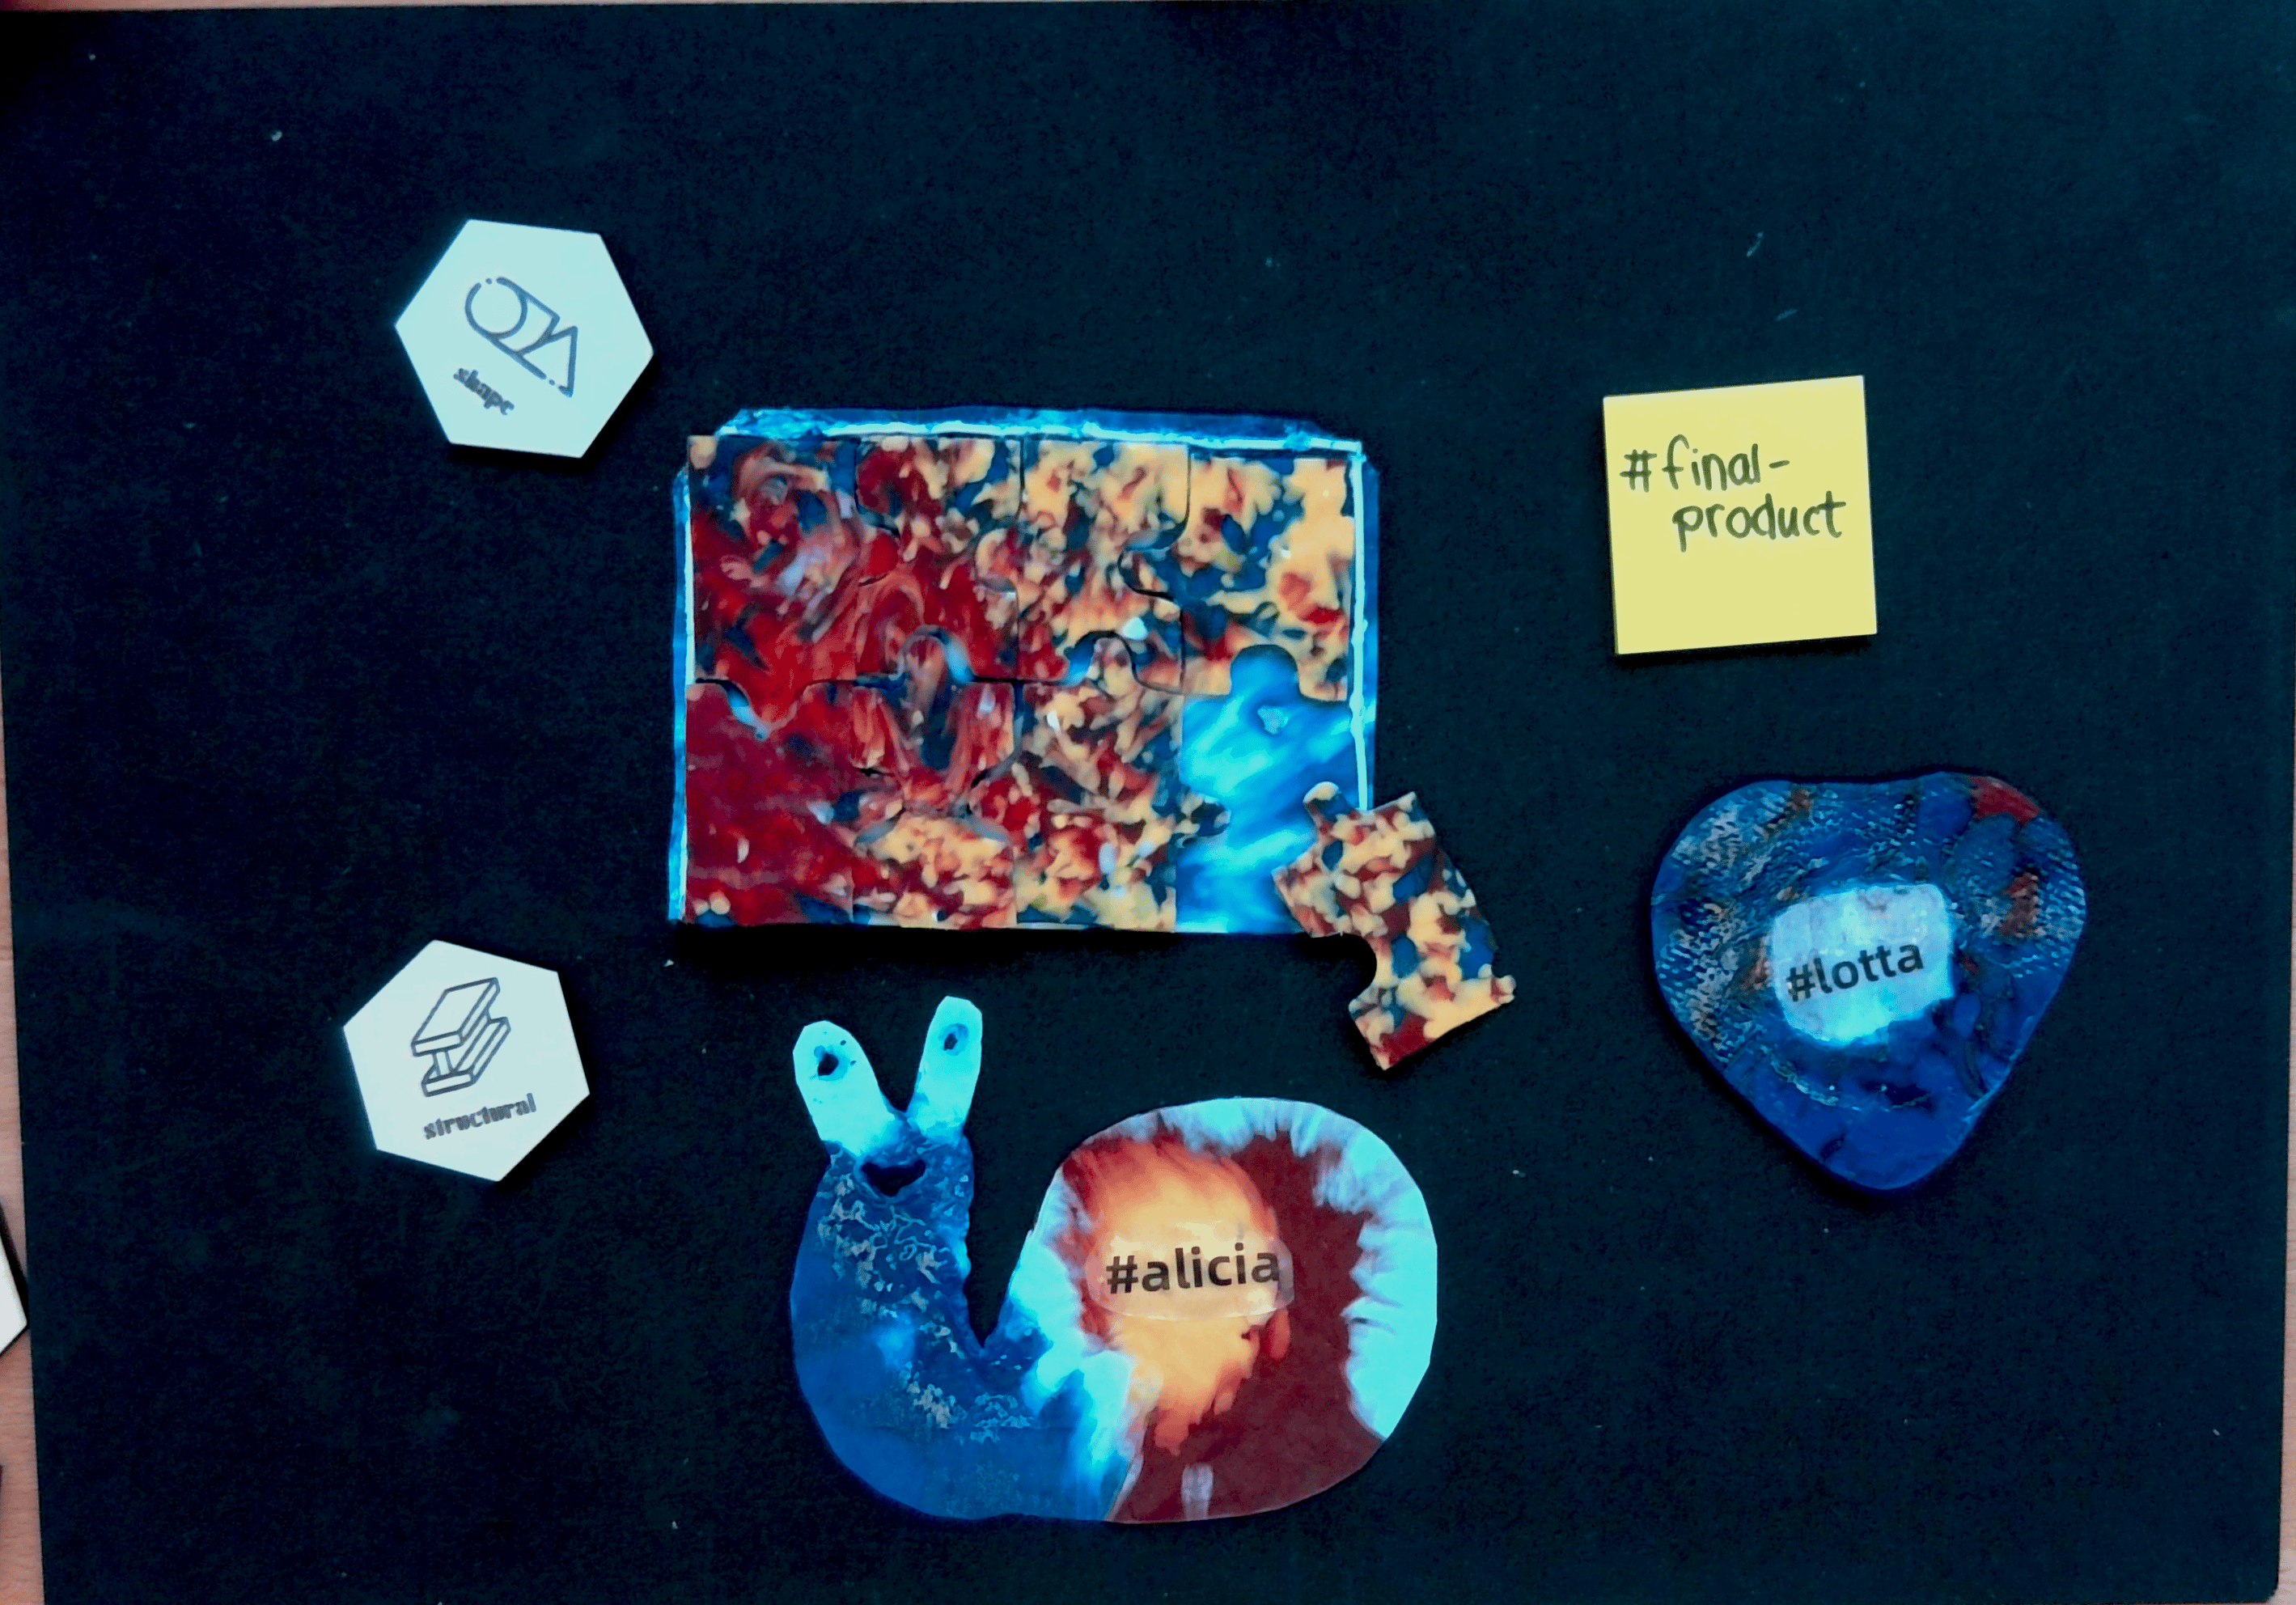 shape
#final-
product
#lotta
structural
#alicia